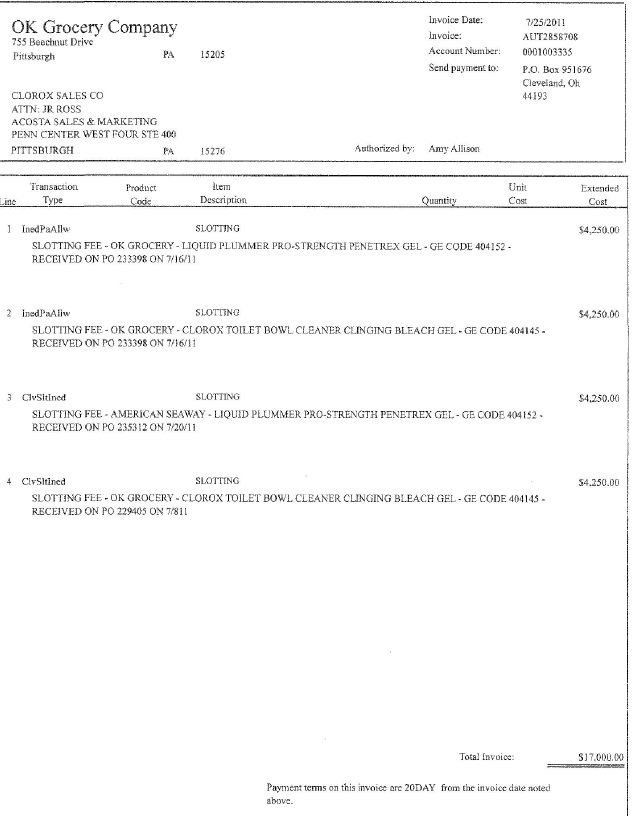 OK Grocery Company
755 Beechnut Drive
Pittsburgh PA 15205
Invoice Date: 7/25/2011
Invoice: AUT2858708
Account Number: 0001003335
Send payment to: P.O. Box 951676
Cleveland, Oh
44193
CLOROX SALES CO
ATTN: JR ROSS
ACOSTA SALES & MARKETING
PENN CENTER WEST FOUR STE 400
PITTSBURGH PA 15276
Authorized by: Amy Allison
Line Transaction Type Product Code Item Description Quantity Unit Cost Extended Cost
1 InedPaAllw SLOTTING $4,250.00
SLOTTING FEE - OK GROCERY - LIQUID PLUMMER PRO-STRENGTH PENETREX GEL - GE CODE 404152 -
RECEIVED ON PO 233398 ON 7/16/11
2 InedPaAllw SLOTTING $4,250.00
SLOTTING FEE - OK GROCERY - CLOROX TOILET BOWL CLEANER CLINGING BLEACH GEL - GE CODE 404145 -
RECEIVED ON PO 233398 ON 7/16/11
3 ClvSltIned SLOTTING $4,250.00
SLOTTING FEE - AMERICAN SEAWAY - LIQUID PLUMMER PRO-STRENGTH PENETREX GEL - GE CODE 404152 -
RECEIVED ON PO 235312 ON 7/20/11
4 ClvSltIned SLOTTING $4,250.00
SLOTTING FEE - OK GROCERY - CLOROX TOILET BOWL CLEANER CLINGING BLEACH GEL - GE CODE 404145 -
RECEIVED ON PO 229405 ON 7/811
Total Invoice: $17,000.00
Payment terms on this invoice are 20DAY from the invoice date noted
above.